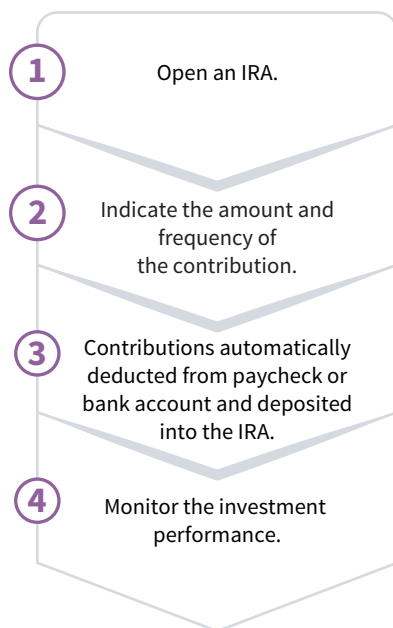 1
Open an IRA.
2
Indicate the amount and
frequency of
the contribution.
3
Contributions automatically
deducted from paycheck or
bank account and deposited
into the IRA.
4
Monitor the investment
performance.